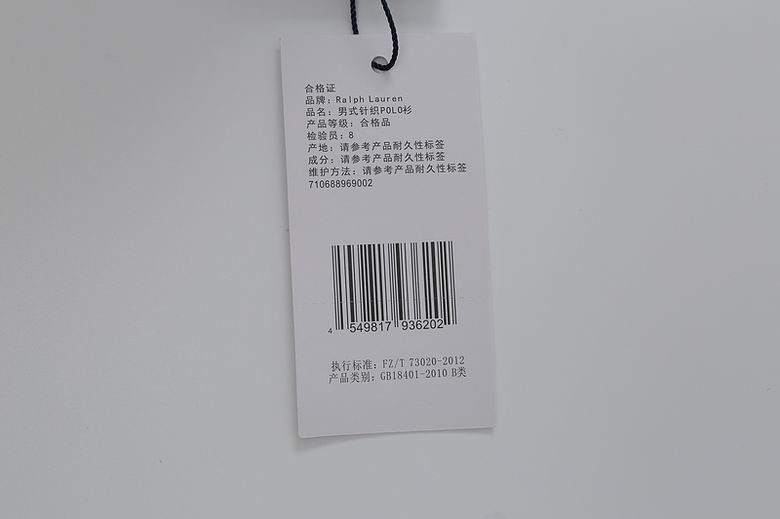 合格证
品牌：Ralph Lauren
品名：男式针织POLO衫
产品等级：合格品
检验员：8
产地：请参考产品耐久性标签
成分：请参考产品耐久性标签
维护方法：请参考产品耐久性标签
710688969002
4 549817 936202
执行标准：FZ/T 73020-2012
产品类别：GB18401-2010 B类